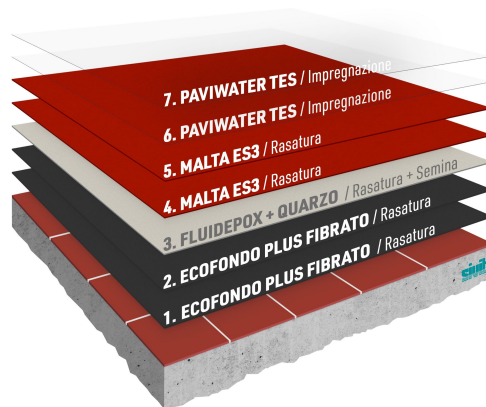 7. PAVIWATER TES / Impregnazione
6. PAVIWATER TES / Impregnazione
5. MALTA ES3 / Rasatura
4. MALTA ES3 / Rasatura
3. FLUIDEPOX + QUARZO / Rasatura + Semina
2. ECOFONDO PLUS FIBRATO / Rasatura
1. ECOFONDO PLUS FIBRATO / Rasatura